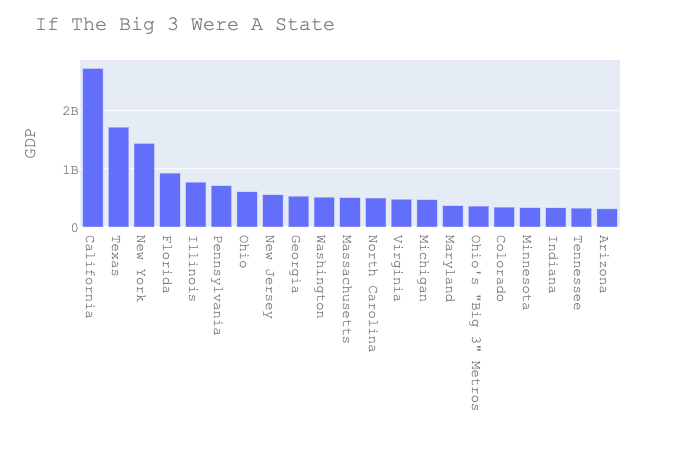 If The Big 3 Were A State
GDP
2B
1B
0
California
Texas
New York
Florida
Illinois
Pennsylvania
Ohio
New Jersey
Georgia
Washington
Massachusetts
North Carolina
Virginia
Michigan
Maryland
Ohio's "Big 3" Metros
Colorado
Minnesota
Indiana
Tennessee
Arizona